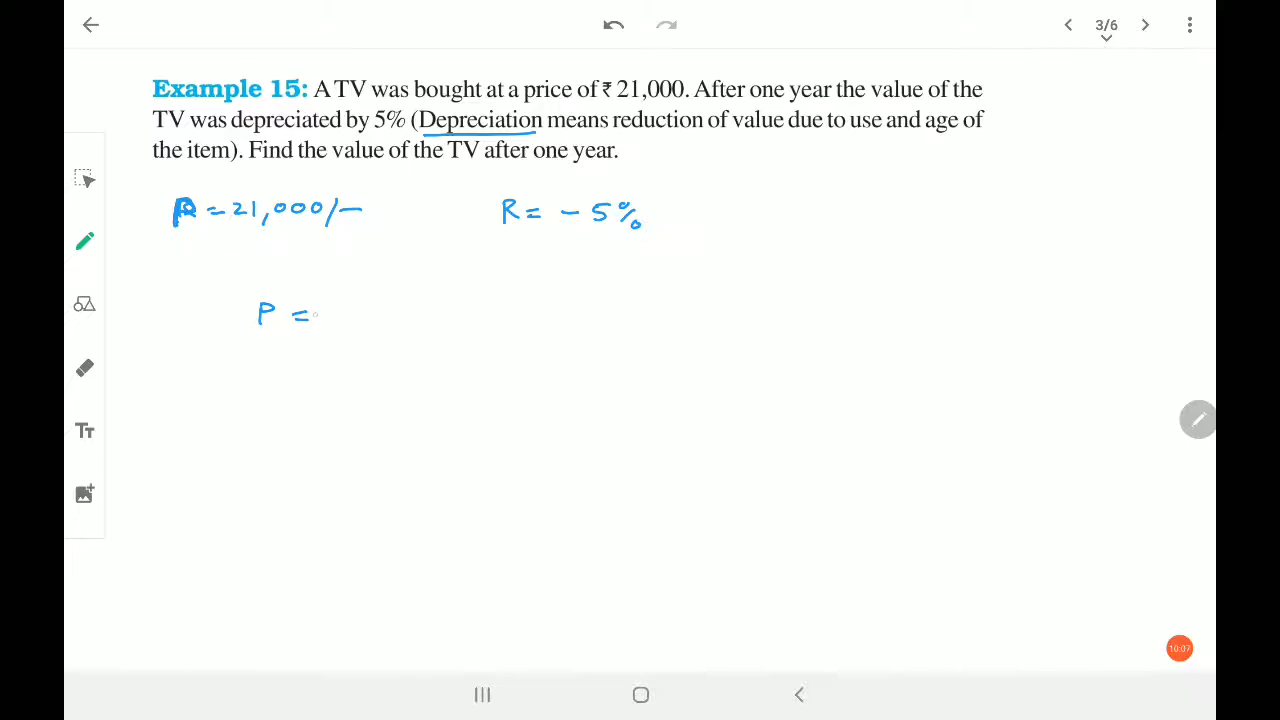 3/6
Example 15: A TV was bought at a price of ₹ 21,000. After one year the value of the
TV was depreciated by 5% (Depreciation means reduction of value due to use and age of
the item). Find the value of the TV after one year.
P = 21,000/- R = - 5%
P =
Tт
10:07